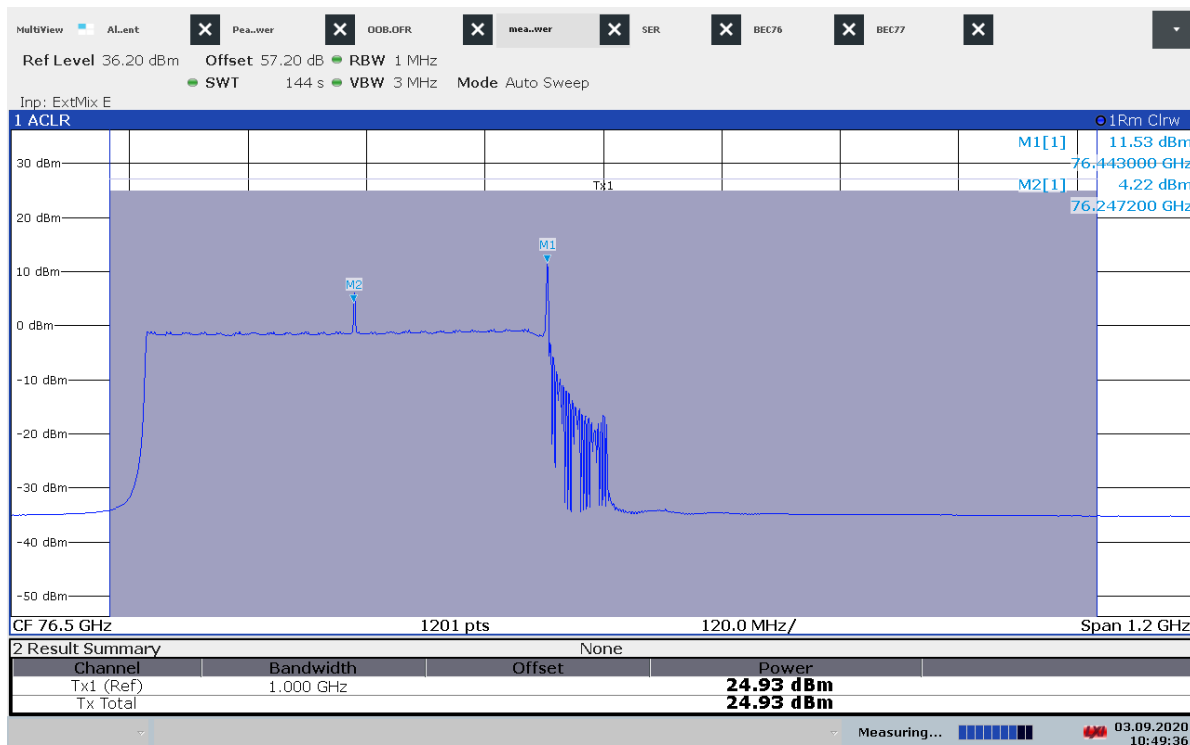 MultiView Al..ent Pea..wer OOB.OFR mea..wer SER BEC76 BEC77
Ref Level 36.20 dBm Offset 57.20 dB RBW 1 MHz
SWT 144 s VBW 3 MHz Mode Auto Sweep
Inp: ExtMix E
1 ACLR 1Rm Clrw
M1[1] 11.53 dBm
76.443000 GHz
M2[1] 4.22 dBm
76.247200 GHz
30 dBm
Tx1
20 dBm
M1
10 dBm
M2
0 dBm
-10 dBm
-20 dBm
-30 dBm
-40 dBm
-50 dBm
CF 76.5 GHz 1201 pts 120.0 MHz/ Span 1.2 GHz
2 Result Summary None
Channel Bandwidth Offset Power
Tx1 (Ref) 1.000 GHz 24.93 dBm
Tx Total 24.93 dBm
Measuring... 03.09.2020
10:49:36